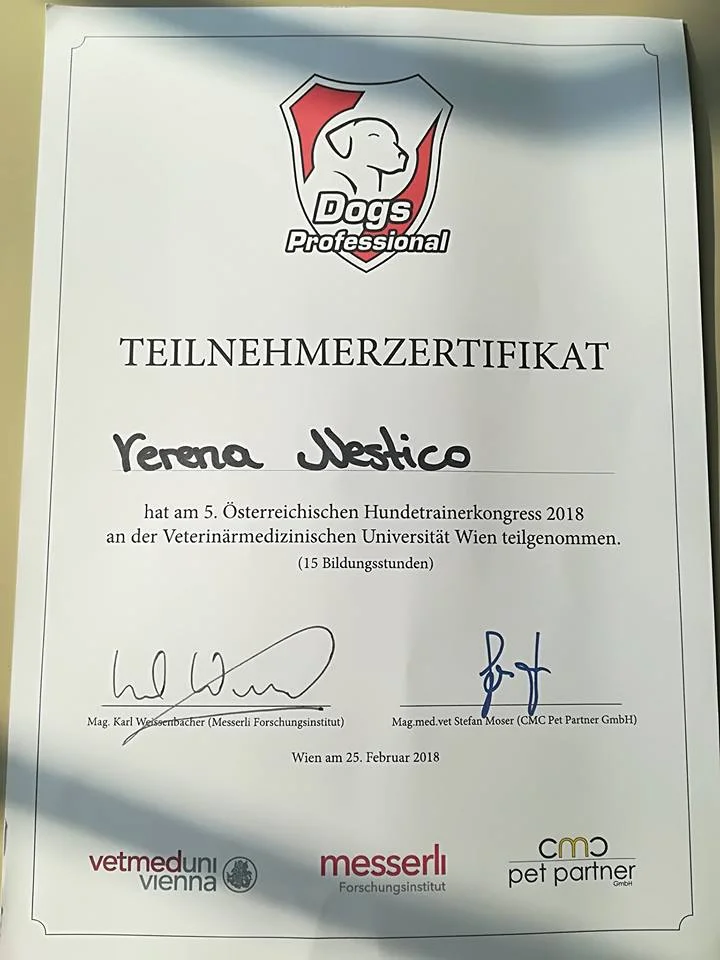 Dogs
Professional
TEILNEHMERZERTIFIKAT
Verena Nestico
hat am 5. Österreichischen Hundetrainerkongress 2018
an der Veterinärmedizinischen Universität Wien teilgenommen.
(15 Bildungsstunden)
Mag. Karl Weissenbacher (Messerli Forschungsinstitut)
Mag.med.vet Stefan Moser (CMC Pet Partner GmbH)
Wien am 25. Februar 2018
vetmeduni
vienna
messerli
Forschungsinstitut
cmc
pet partner
GmbH